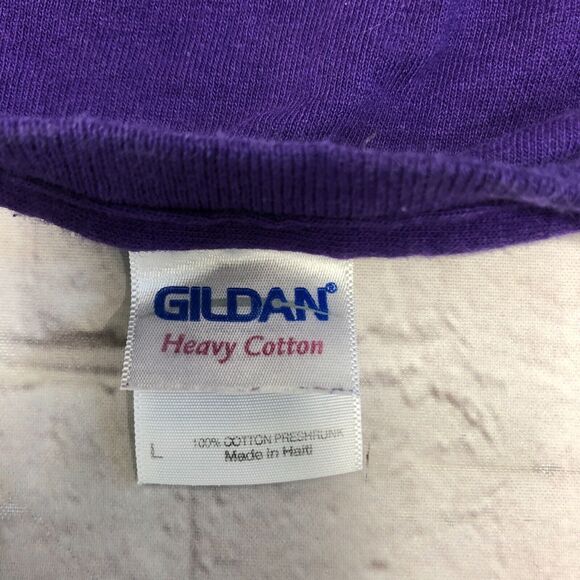 GILDAN®
Heavy Cotton
L
100% COTTON PRESHRUNK
Made in Haiti